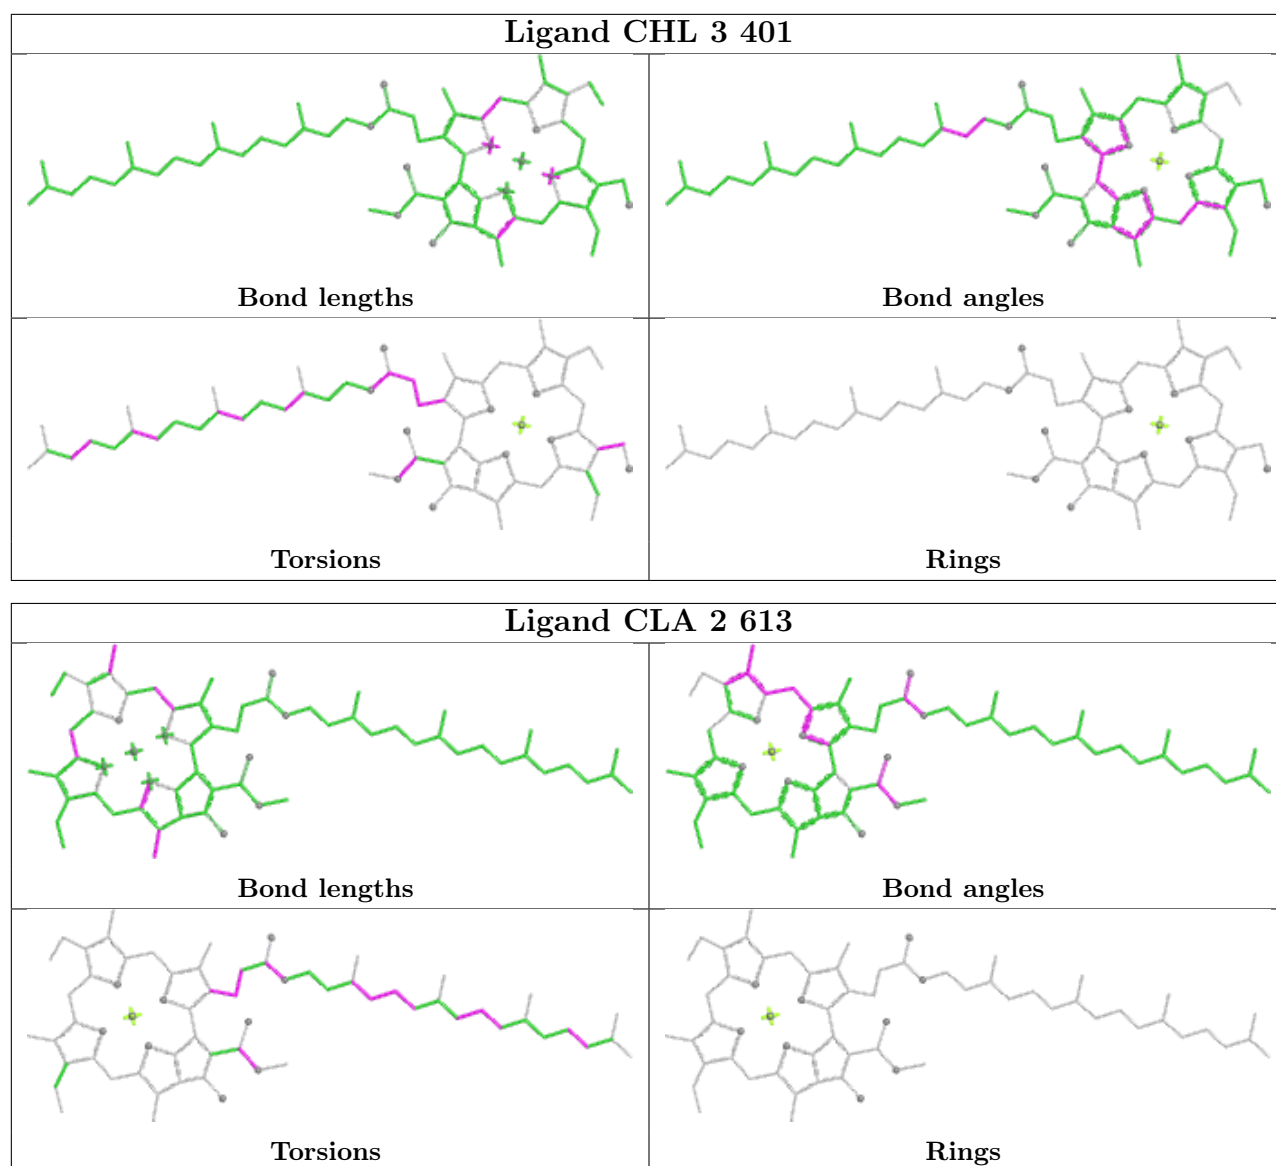 Ligand CHL 3 401
Bond lengths
Bond angles
Torsions
Rings
Ligand CLA 2 613
Bond lengths
Bond angles
Torsions
Rings